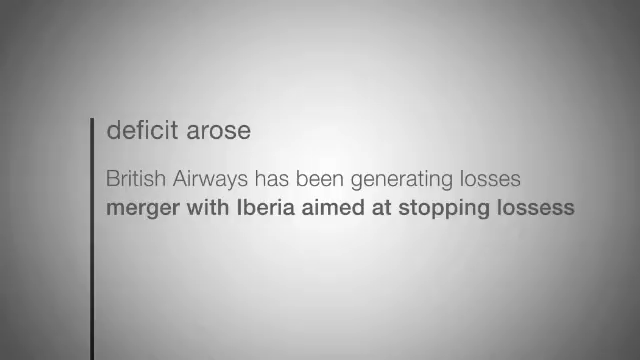 deficit arose
British Airways has been generating losses
merger with Iberia aimed at stopping lossess